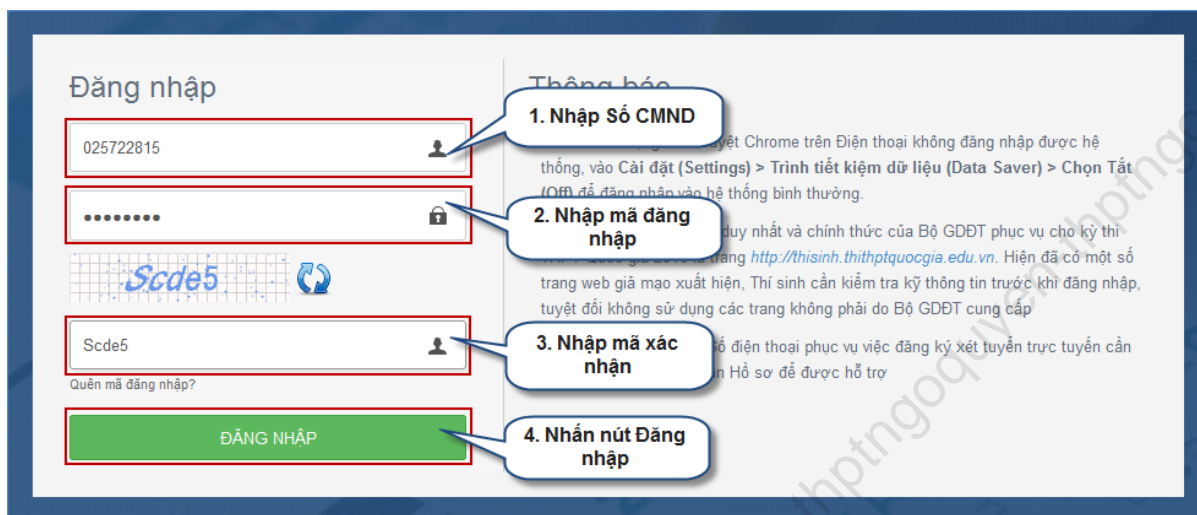 Đăng nhập
025722815
••••••••
Scde5
Scde5
Quên mã đăng nhập?
ĐĂNG NHẬP
1. Nhập Số CMND
2. Nhập mã đăng
nhập
3. Nhập mã xác
nhận
4. Nhấn nút Đăng
nhập
Thông báo
Chrome trên Điện thoại không đăng nhập được hệ
thống, vào Cài đặt (Settings) > Trình tiết kiệm dữ liệu (Data Saver) > Chọn Tắt
(Off) để đăng nhập vào hệ thống bình thường.
duy nhất và chính thức của Bộ GDĐT phục vụ cho kỳ thi
trang http://thisinh.thithptquocgia.edu.vn. Hiện đã có một số
trang web giả mạo xuất hiện, Thí sinh cần kiểm tra kỹ thông tin trước khi đăng nhập,
tuyệt đối không sử dụng các trang không phải do Bộ GDĐT cung cấp
số điện thoại phục vụ việc đăng ký xét tuyển trực tuyến cần
Hồ sơ để được hỗ trợ
thptngoquyen-thptngo